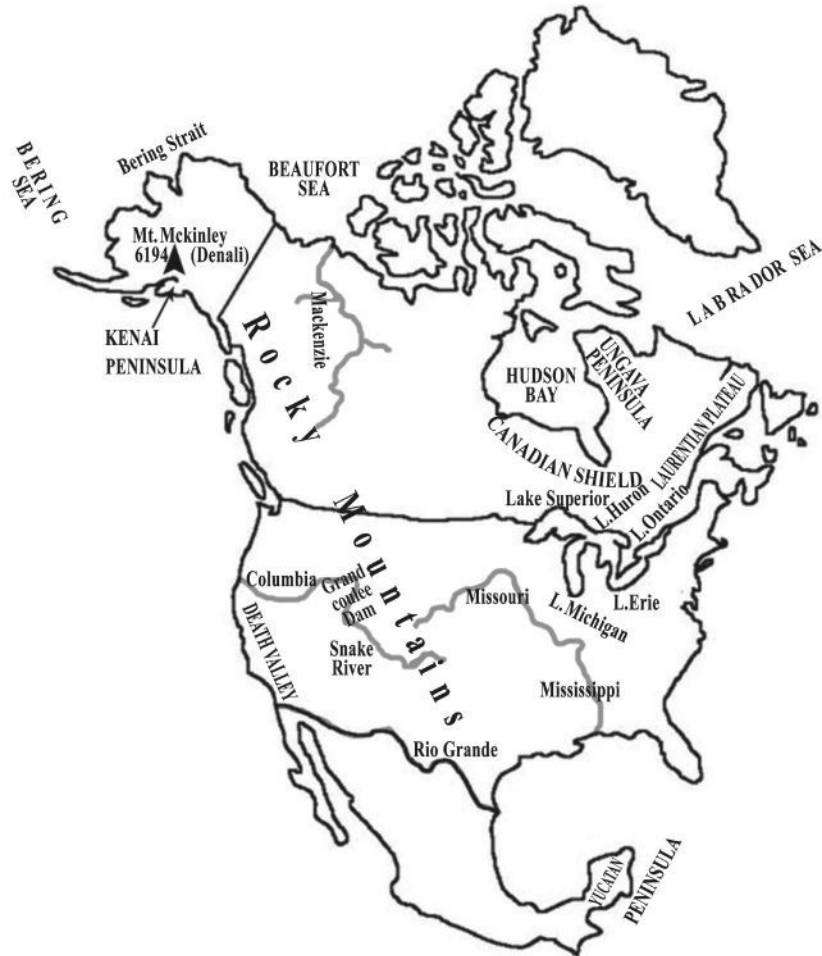 BERING
SEA
Bering Strait
BEAUFORT
SEA
Mt. Mckinley
6194 (Denali)
KENAI
PENINSULA
Mackenzie
Rocky Mountains
LABRADOR SEA
HUDSON
BAY
UNGAVA
PENINSULA
CANADIAN SHIELD
LAURENTIAN PLATEAU
Lake Superior
L.Huron
L.Ontario
Columbia
Grand
coulee
Dam
Missouri
L.Michigan
L.Erie
DEATH VALLEY
Snake
River
Mississippi
Rio Grande
YUCATAN
PENINSULA